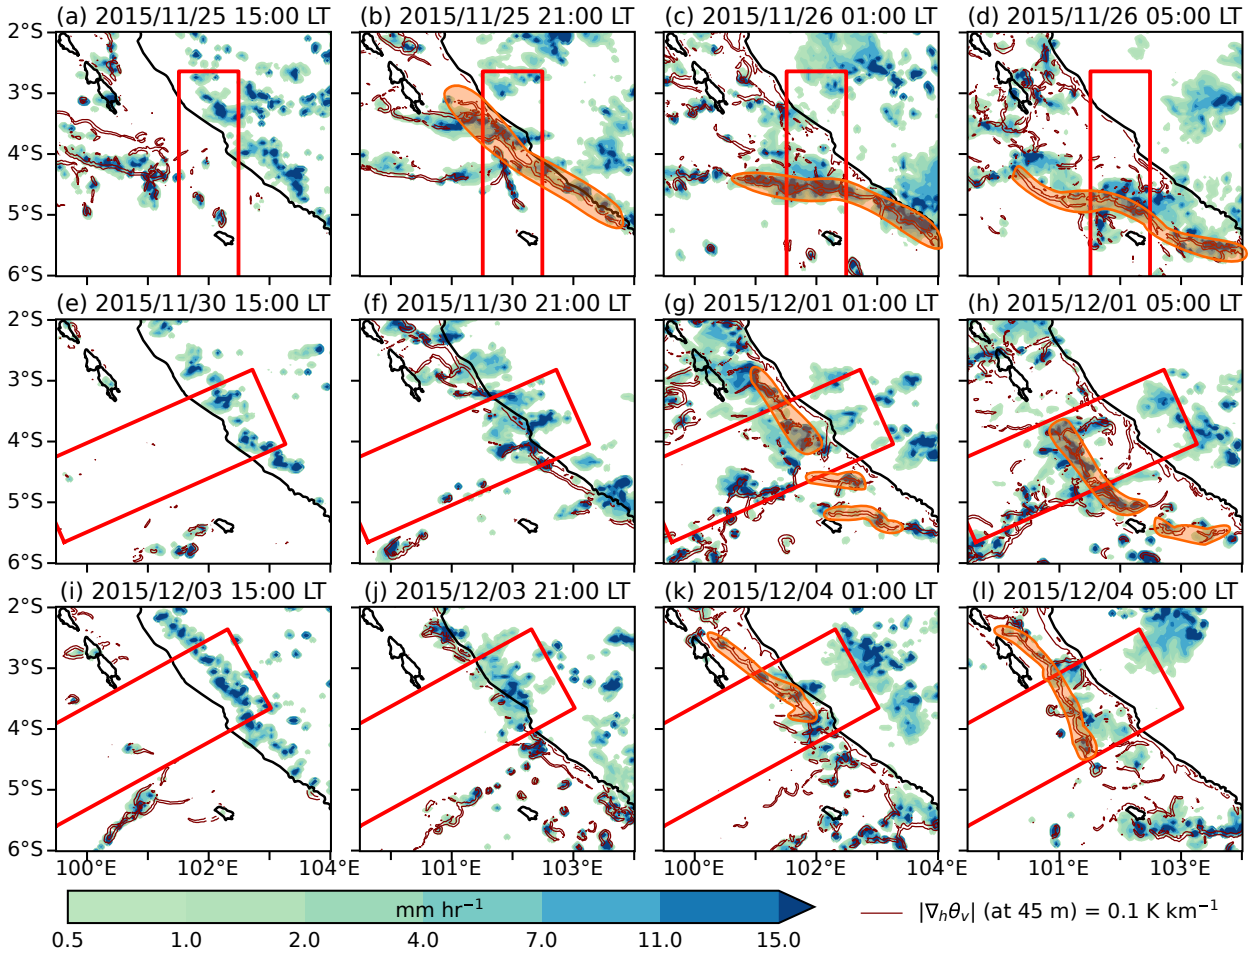 (a) 2015/11/25 15:00 LT (b) 2015/11/25 21:00 LT (c) 2015/11/26 01:00 LT (d) 2015/11/26 05:00 LT
2°S
3°S
4°S
5°S
6°S
(e) 2015/11/30 15:00 LT (f) 2015/11/30 21:00 LT (g) 2015/12/01 01:00 LT (h) 2015/12/01 05:00 LT
2°S
3°S
4°S
5°S
6°S
(i) 2015/12/03 15:00 LT (j) 2015/12/03 21:00 LT (k) 2015/12/04 01:00 LT (l) 2015/12/04 05:00 LT
2°S
3°S
4°S
5°S
6°S
100°E 102°E 104°E 101°E 103°E 100°E 102°E 104°E 101°E 103°E
mm hr⁻¹
0.5 1.0 2.0 4.0 7.0 11.0 15.0
|∇ₕθᵥ| (at 45 m) = 0.1 K km⁻¹